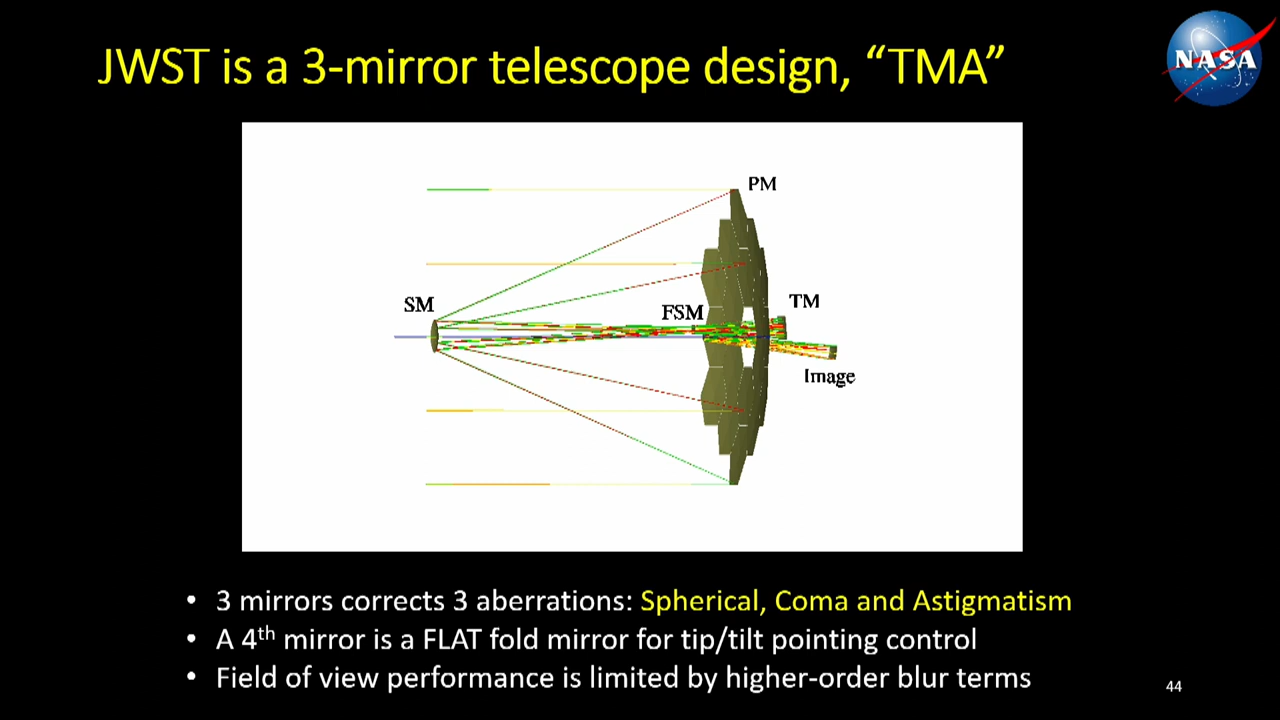 JWST is a 3-mirror telescope design, “TMA”
NASA
PM
SM
TM
FSM
Image
• 3 mirrors corrects 3 aberrations: Spherical, Coma and Astigmatism
• A 4th mirror is a FLAT fold mirror for tip/tilt pointing control
• Field of view performance is limited by higher-order blur terms
44